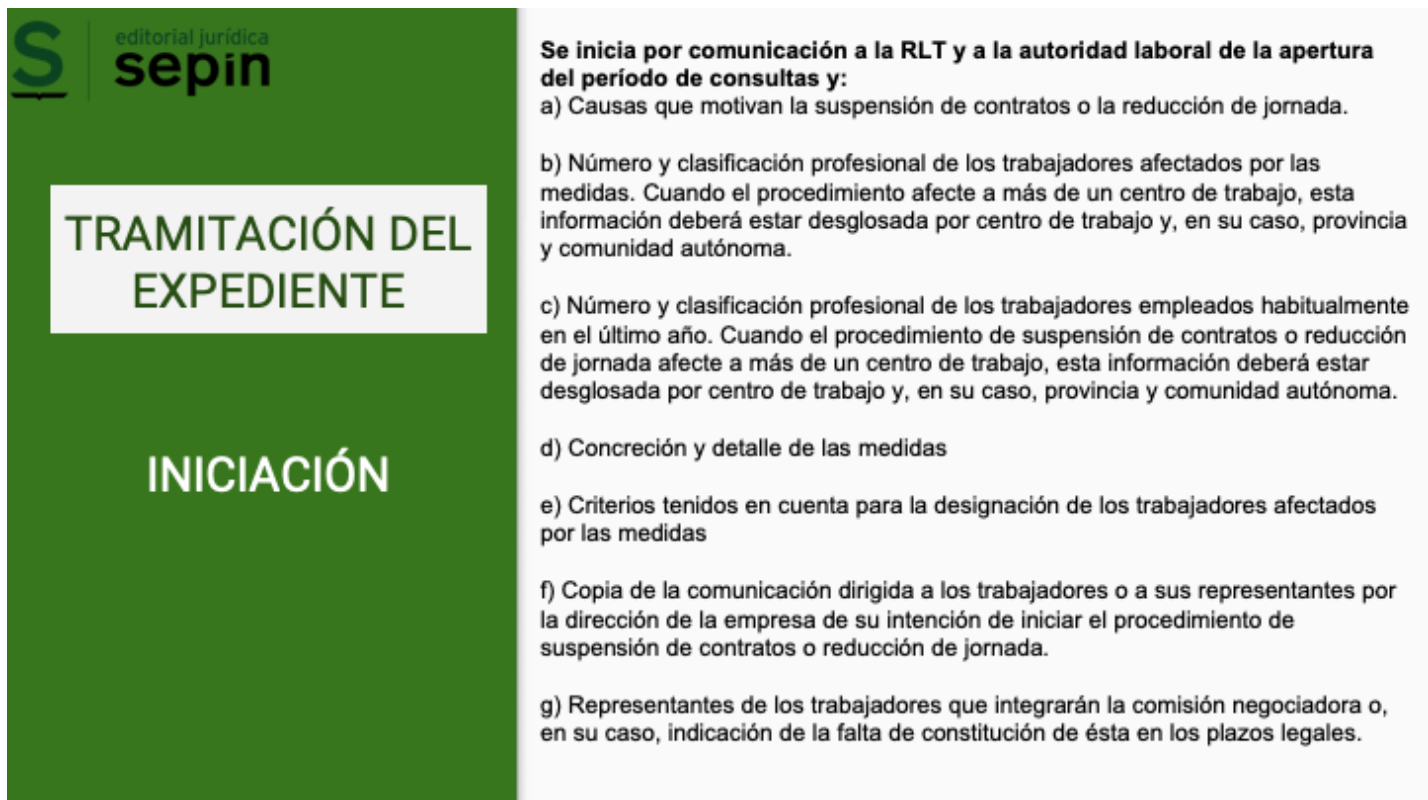 S
editorial jurídica
sepín
TRAMITACIÓN DEL
EXPEDIENTE
INICIACIÓN
Se inicia por comunicación a la RLT y a la autoridad laboral de la apertura
del período de consultas y:
a) Causas que motivan la suspensión de contratos o la reducción de jornada.
b) Número y clasificación profesional de los trabajadores afectados por las
medidas. Cuando el procedimiento afecte a más de un centro de trabajo, esta
información deberá estar desglosada por centro de trabajo y, en su caso, provincia
y comunidad autónoma.
c) Número y clasificación profesional de los trabajadores empleados habitualmente
en el último año. Cuando el procedimiento de suspensión de contratos o reducción
de jornada afecte a más de un centro de trabajo, esta información deberá estar
desglosada por centro de trabajo y, en su caso, provincia y comunidad autónoma.
d) Concreción y detalle de las medidas
e) Criterios tenidos en cuenta para la designación de los trabajadores afectados
por las medidas
f) Copia de la comunicación dirigida a los trabajadores o a sus representantes por
la dirección de la empresa de su intención de iniciar el procedimiento de
suspensión de contratos o reducción de jornada.
g) Representantes de los trabajadores que integrarán la comisión negociadora o,
en su caso, indicación de la falta de constitución de ésta en los plazos legales.